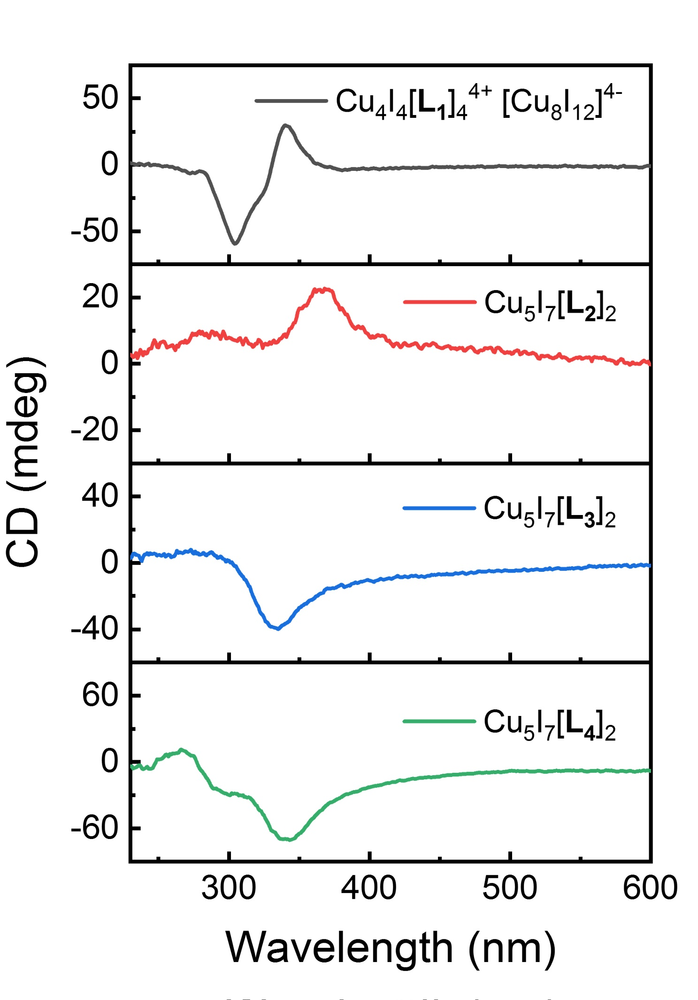 CD (mdeg)
50
0
-50
Cu₄I₄[L₁]₄⁴⁺ [Cu₈I₁₂]⁴⁻
20
0
-20
Cu₅I₇[L₂]₂
40
0
-40
Cu₅I₇[L₃]₂
60
0
-60
Cu₅I₇[L₄]₂
300 400 500 600
Wavelength (nm)